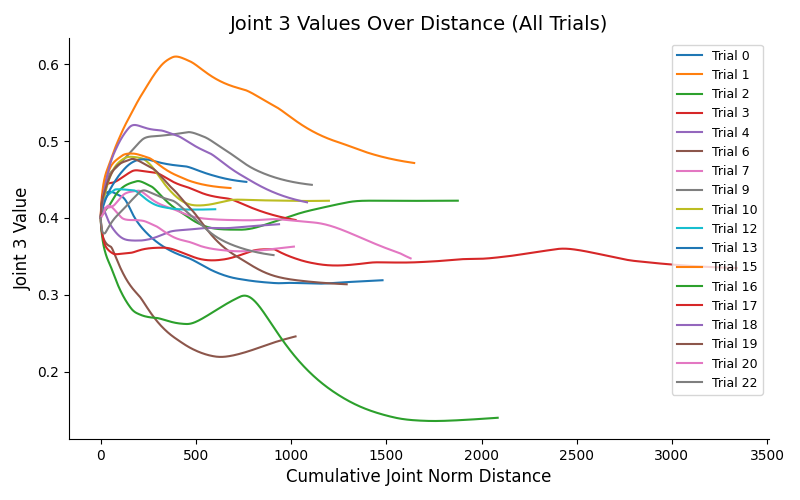 Joint 3 Values Over Distance (All Trials)
Joint 3 Value
0.6
0.5
0.4
0.3
0.2
0
500
1000
1500
2000
2500
3000
3500
Cumulative Joint Norm Distance
Trial 0
Trial 1
Trial 2
Trial 3
Trial 4
Trial 6
Trial 7
Trial 9
Trial 10
Trial 12
Trial 13
Trial 15
Trial 16
Trial 17
Trial 18
Trial 19
Trial 20
Trial 22